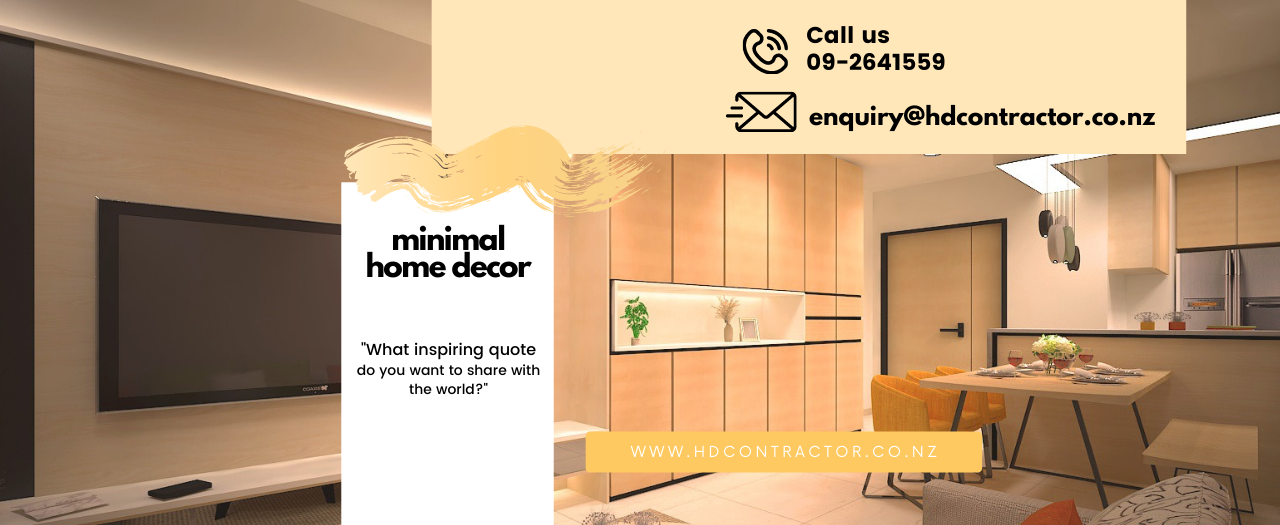 Call us
09-2641559
enquiry@hdcontractor.co.nz
minimal
home decor
"What inspiring quote
do you want to share with
the world?"
WWW.HDCONTRACTOR.CO.NZ